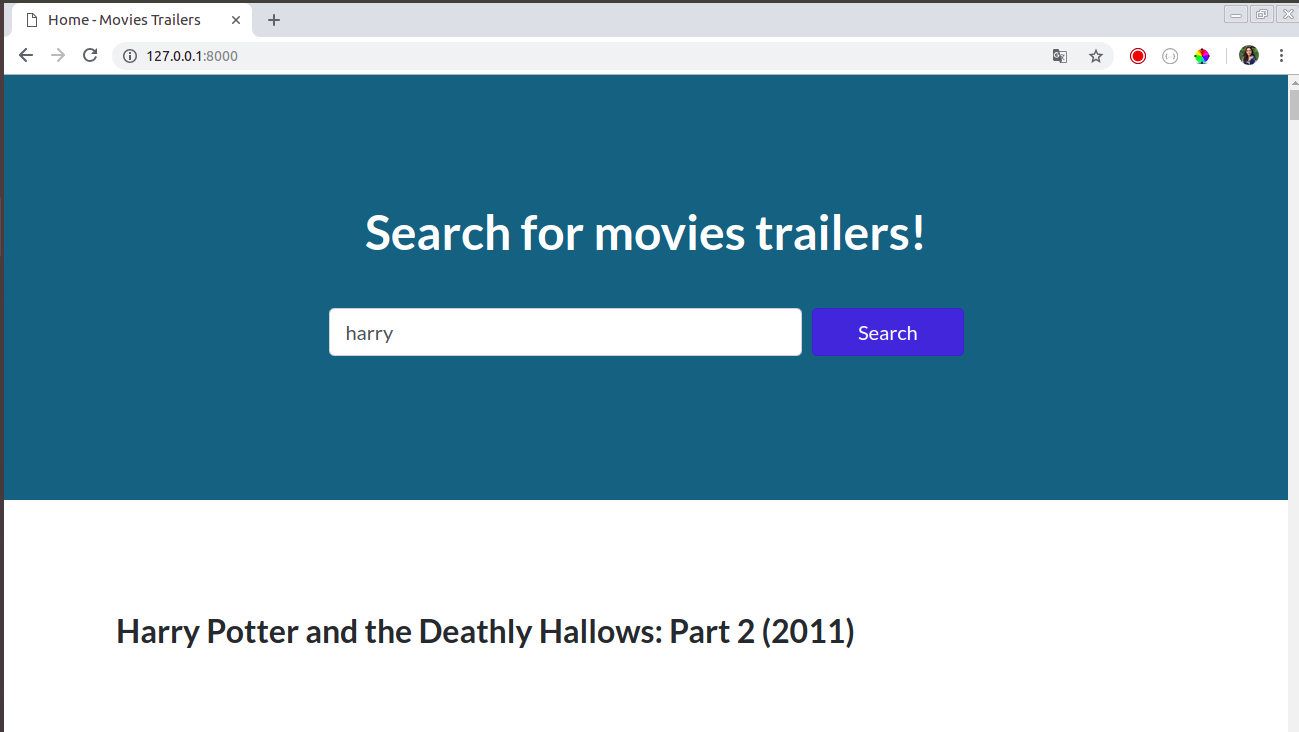 Home - Movies Trailers
127.0.0.1:8000
Search for movies trailers!
harry
Search
Harry Potter and the Deathly Hallows: Part 2 (2011)